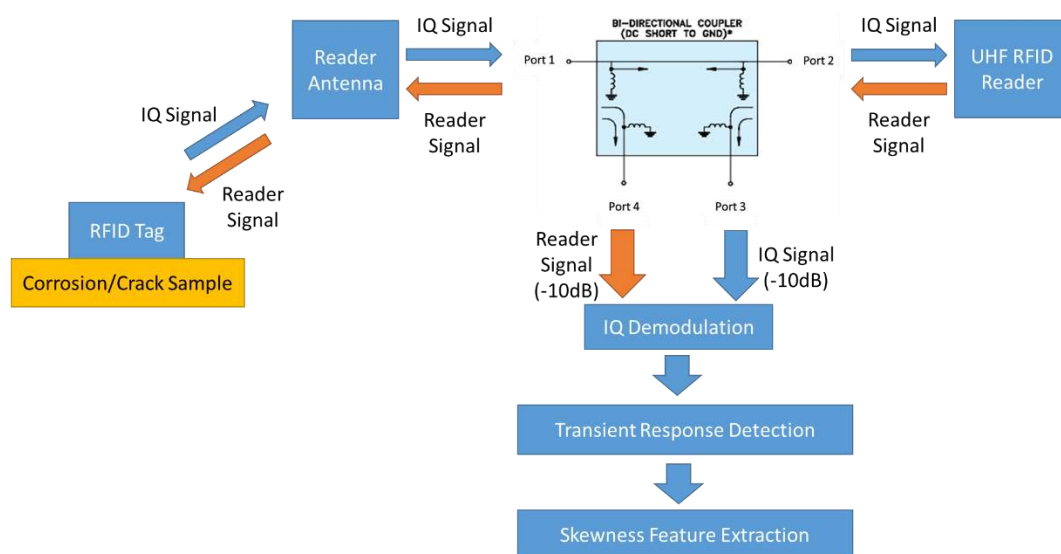 Reader
Antenna
IQ Signal
Reader
Signal
IQ Signal
Reader
Signal
RFID Tag
Corrosion/Crack Sample
BI-DIRECTIONAL COUPLER
(DC SHORT TO GND)*
Port 1
Port 2
Port 4
Port 3
IQ Signal
Reader
Signal
UHF RFID
Reader
Reader
Signal
(-10dB)
IQ Signal
(-10dB)
IQ Demodulation
Transient Response Detection
Skewness Feature Extraction